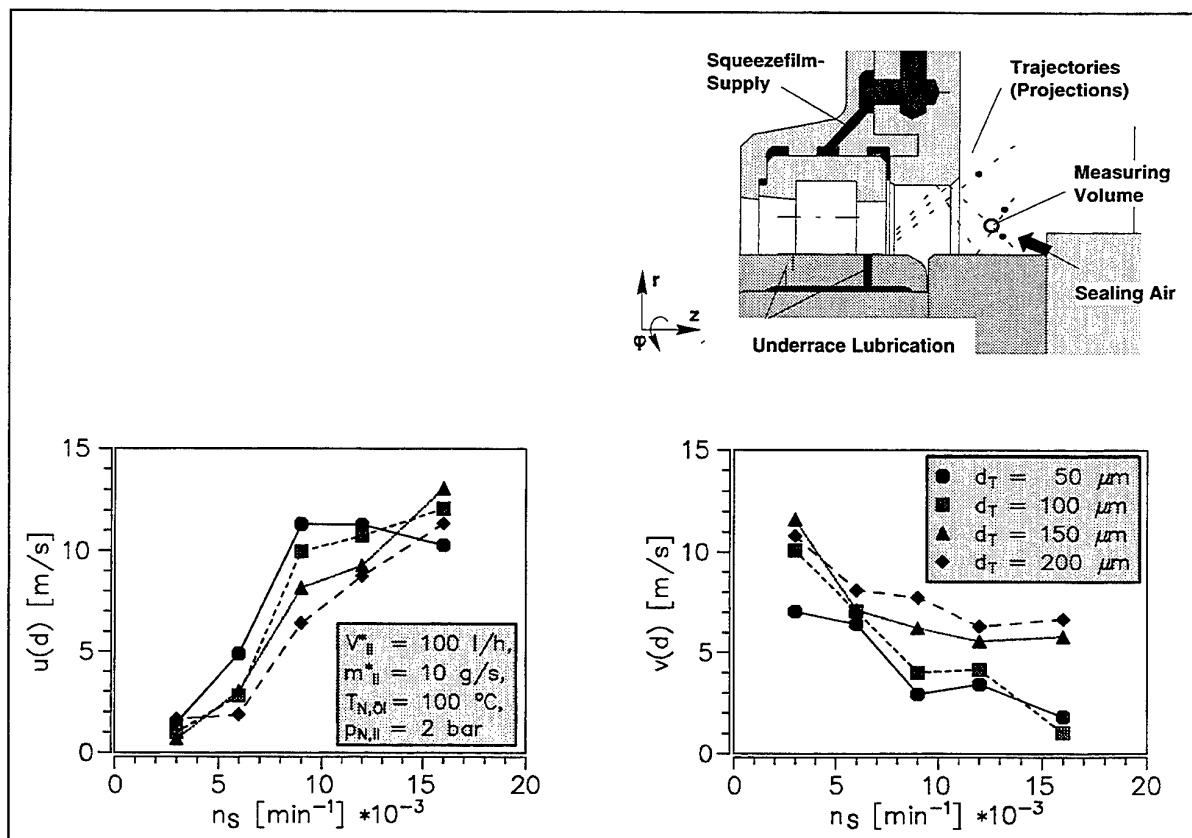 Squeezefilm-
Supply
Trajectories
(Projections)
Measuring
Volume
Sealing Air
r
z
φ
Underrace Lubrication
15
10
5
0
u(d) [m/s]
V*II = 100 l/h,
m*II = 10 g/s,
TN,Öl = 100 °C,
pN,II = 2 bar
0 5 10 15 20
nS [min⁻¹] *10⁻³
15
10
5
0
v(d) [m/s]
dT = 50 μm
dT = 100 μm
dT = 150 μm
dT = 200 μm
0 5 10 15 20
nS [min⁻¹] *10⁻³